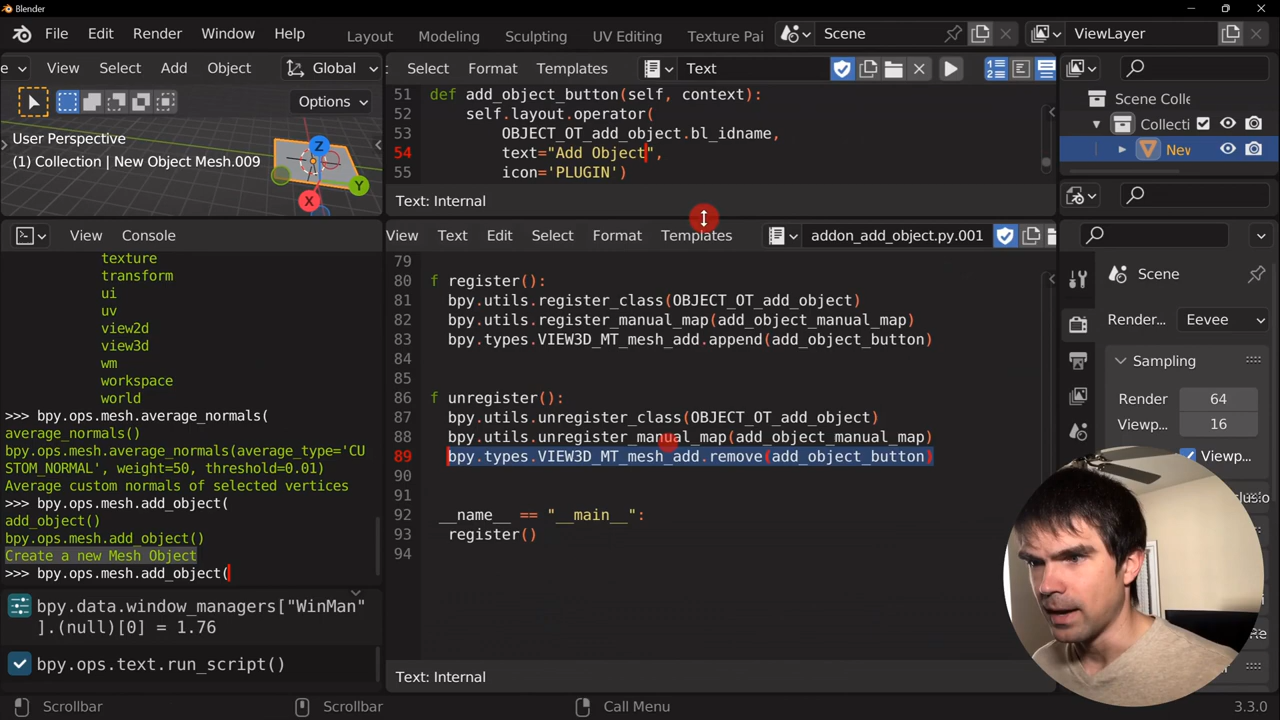 Blender
File Edit Render Window Help Layout Modeling Sculpting UV Editing Texture Pai Scene ViewLayer
e View Select Add Object Global
Options
User Perspective
(1) Collection | New Object Mesh.009
Z
Y
X
Select Format Templates Text
51 def add_object_button(self, context):
52 self.layout.operator(
53 OBJECT_OT_add_object.bl_idname,
54 text="Add Object",
55 icon='PLUGIN')
Text: Internal
Scene Colle
Collecti
New
View Console
texture
transform
ui
uv
view2d
view3d
wm
workspace
world
>>> bpy.ops.mesh.average_normals(
average_normals()
bpy.ops.mesh.average_normals(average_type='CU
STOM_NORMAL', weight=50, threshold=0.01)
Average custom normals of selected vertices
>>> bpy.ops.mesh.add_object(
add_object()
bpy.ops.mesh.add_object()
Create a new Mesh Object
>>> bpy.ops.mesh.add_object(
bpy.data.window_managers["WinMan"
].(null)[0] = 1.76
bpy.ops.text.run_script()
View Text Edit Select Format Templates addon_add_object.py.001
79
80 f register():
81 bpy.utils.register_class(OBJECT_OT_add_object)
82 bpy.utils.register_manual_map(add_object_manual_map)
83 bpy.types.VIEW3D_MT_mesh_add.append(add_object_button)
84
85
86 f unregister():
87 bpy.utils.unregister_class(OBJECT_OT_add_object)
88 bpy.utils.unregister_manual_map(add_object_manual_map)
89 bpy.types.VIEW3D_MT_mesh_add.remove(add_object_button)
90
91
92 __name__ == "__main__":
93 register()
94
Text: Internal
Scene
Render... Eevee
Sampling
Render 64
Viewp... 16
Viewp...
Scrollbar Scrollbar Call Menu 3.3.0